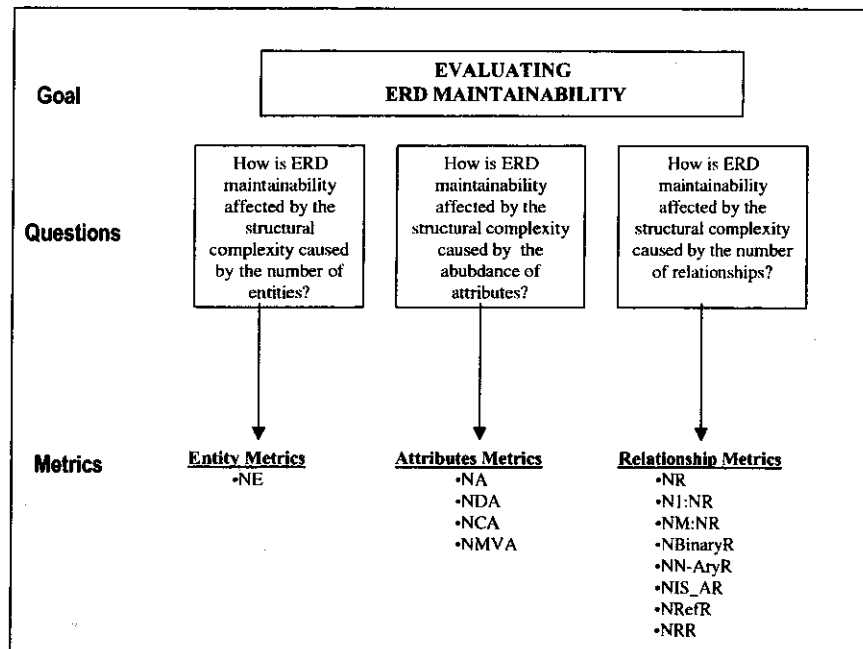 Goal
EVALUATING
ERD MAINTAINABILITY
Questions
How is ERD
maintainability
affected by the
structural
complexity caused
by the number of
entities?
How is ERD
maintainability
affected by the
structural complexity
caused by the
abubdance of
attributes?
How is ERD
maintainability
affected by the
structural complexity
caused by the number
of relationships?
Metrics
Entity Metrics
•NE
Attributes Metrics
•NA
•NDA
•NCA
•NMVA
Relationship Metrics
•NR
•N1:NR
•NM:NR
•NBinaryR
•NN-AryR
•NIS_AR
•NRefR
•NRR